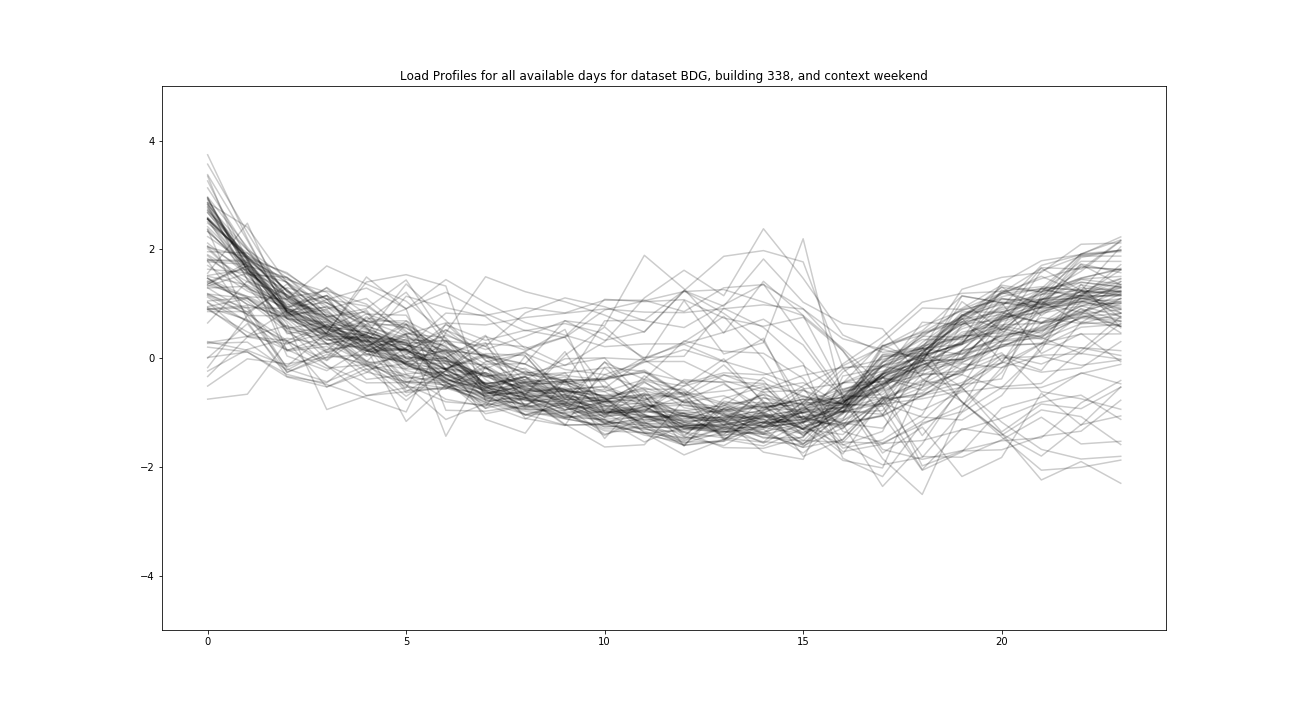 Load Profiles for all available days for dataset BDG, building 338, and context weekend
4
2
0
−2
−4
0 5 10 15 20